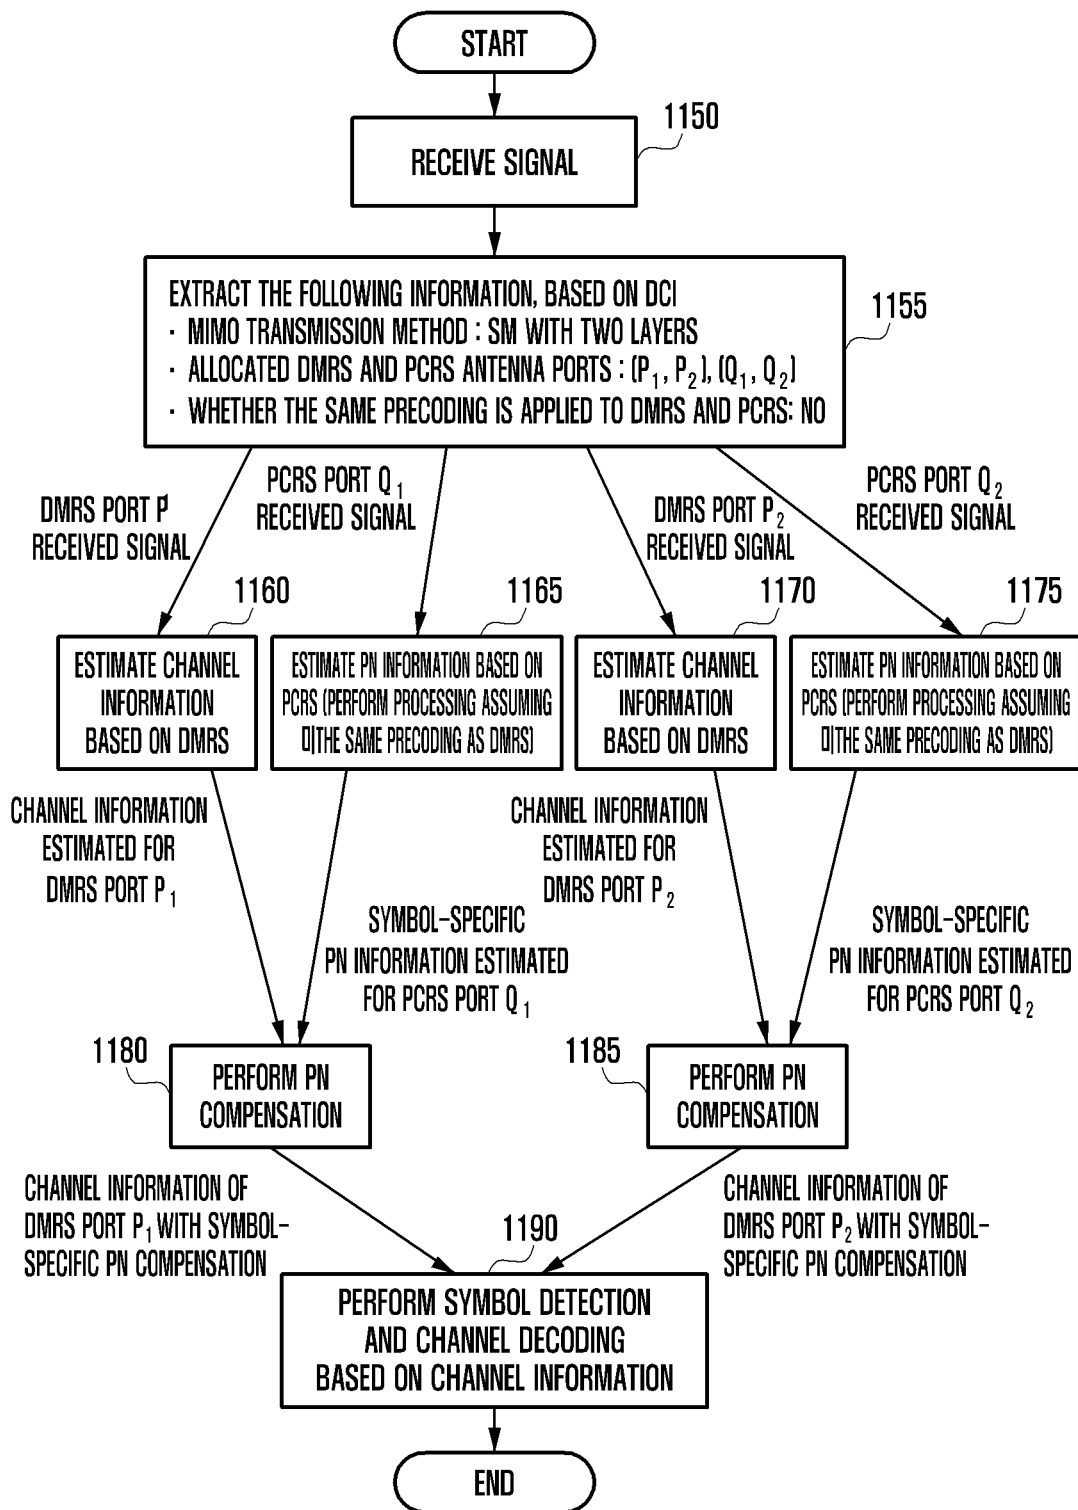 START
1150
RECEIVE SIGNAL
EXTRACT THE FOLLOWING INFORMATION, BASED ON DCI
· MIMO TRANSMISSION METHOD : SM WITH TWO LAYERS
· ALLOCATED DMRS AND PCRS ANTENNA PORTS : (P1, P2), (Q1, Q2)
· WHETHER THE SAME PRECODING IS APPLIED TO DMRS AND PCRS: NO
1155
DMRS PORT P
RECEIVED SIGNAL
PCRS PORT Q1
RECEIVED SIGNAL
DMRS PORT P2
RECEIVED SIGNAL
PCRS PORT Q2
RECEIVED SIGNAL
1160
ESTIMATE CHANNEL
INFORMATION
BASED ON DMRS
1165
ESTIMATE PN INFORMATION BASED ON
PCRS (PERFORM PROCESSING ASSUMING
미(THE SAME PRECODING AS DMRS)
1170
ESTIMATE CHANNEL
INFORMATION
BASED ON DMRS
1175
ESTIMATE PN INFORMATION BASED ON
PCRS (PERFORM PROCESSING ASSUMING
미(THE SAME PRECODING AS DMRS)
CHANNEL INFORMATION
ESTIMATED FOR
DMRS PORT P1
SYMBOL-SPECIFIC
PN INFORMATION ESTIMATED
FOR PCRS PORT Q1
CHANNEL INFORMATION
ESTIMATED FOR
DMRS PORT P2
SYMBOL-SPECIFIC
PN INFORMATION ESTIMATED
FOR PCRS PORT Q2
1180
PERFORM PN
COMPENSATION
1185
PERFORM PN
COMPENSATION
CHANNEL INFORMATION OF
DMRS PORT P1 WITH SYMBOL-
SPECIFIC PN COMPENSATION
CHANNEL INFORMATION OF
DMRS PORT P2 WITH SYMBOL-
SPECIFIC PN COMPENSATION
1190
PERFORM SYMBOL DETECTION
AND CHANNEL DECODING
BASED ON CHANNEL INFORMATION
END